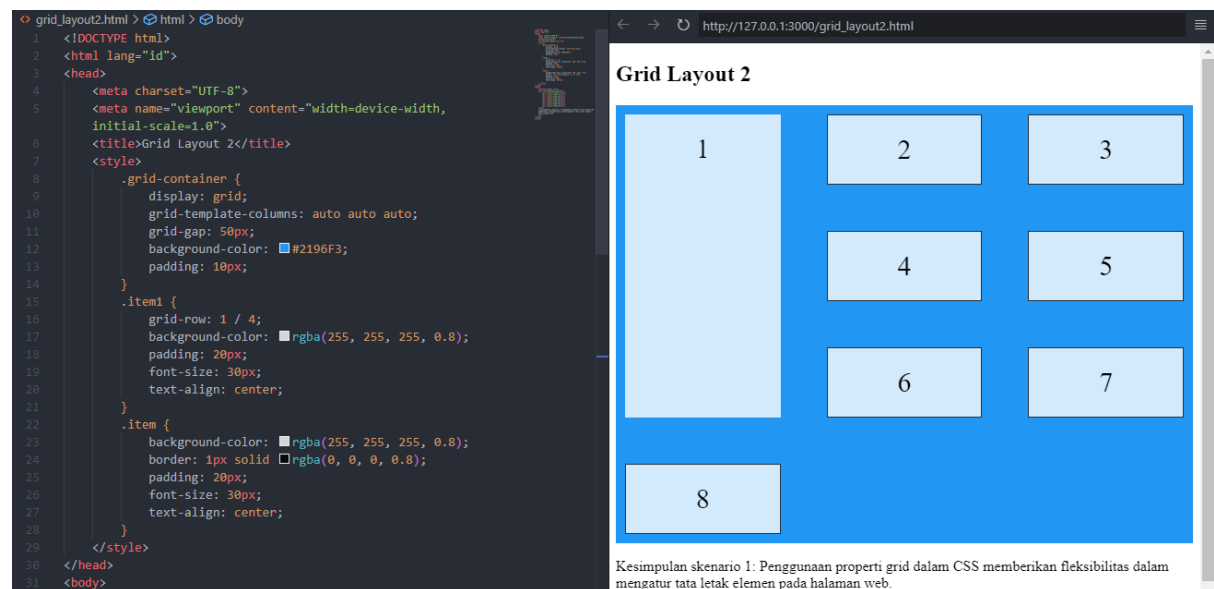 grid_layout2.html > html > body
1 <!DOCTYPE html>
2 <html lang="id">
3 <head>
4 <meta charset="UTF-8">
5 <meta name="viewport" content="width=device-width,
initial-scale=1.0">
6 <title>Grid Layout 2</title>
7 <style>
8 .grid-container {
9 display: grid;
10 grid-template-columns: auto auto auto;
11 grid-gap: 50px;
12 background-color: #2196F3;
13 padding: 10px;
14 }
15 .item1 {
16 grid-row: 1 / 4;
17 background-color: rgba(255, 255, 255, 0.8);
18 padding: 20px;
19 font-size: 30px;
20 text-align: center;
21 }
22 .item {
23 background-color: rgba(255, 255, 255, 0.8);
24 border: 1px solid rgba(0, 0, 0, 0.8);
25 padding: 20px;
26 font-size: 30px;
27 text-align: center;
28 }
29 </style>
30 </head>
31 <body>
http://127.0.0.1:3000/grid_layout2.html
Grid Layout 2
1 2 3
4 5
6 7
8
Kesimpulan skenario 1: Penggunaan properti grid dalam CSS memberikan fleksibilitas dalam
mengatur tata letak elemen pada halaman web.